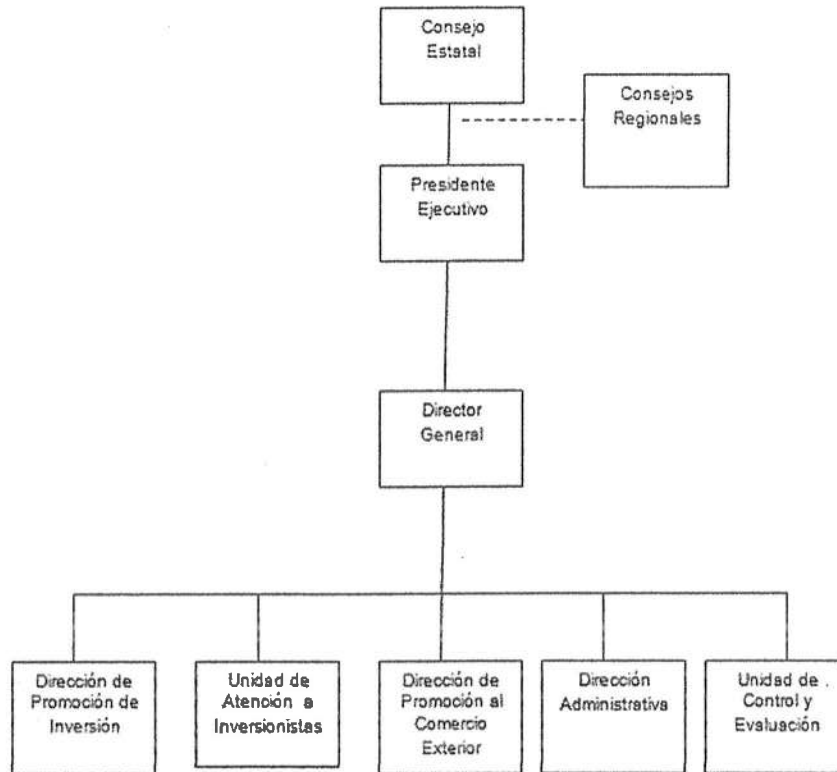 Consejo
Estatal
Consejos
Regionales
Presidente
Ejecutivo
Director
General
Dirección de
Promoción de
Inversión
Unidad de
Atención a
Inversionistas
Dirección de
Promoción al
Comercio
Exterior
Dirección
Administrativa
Unidad de
Control y
Evaluación